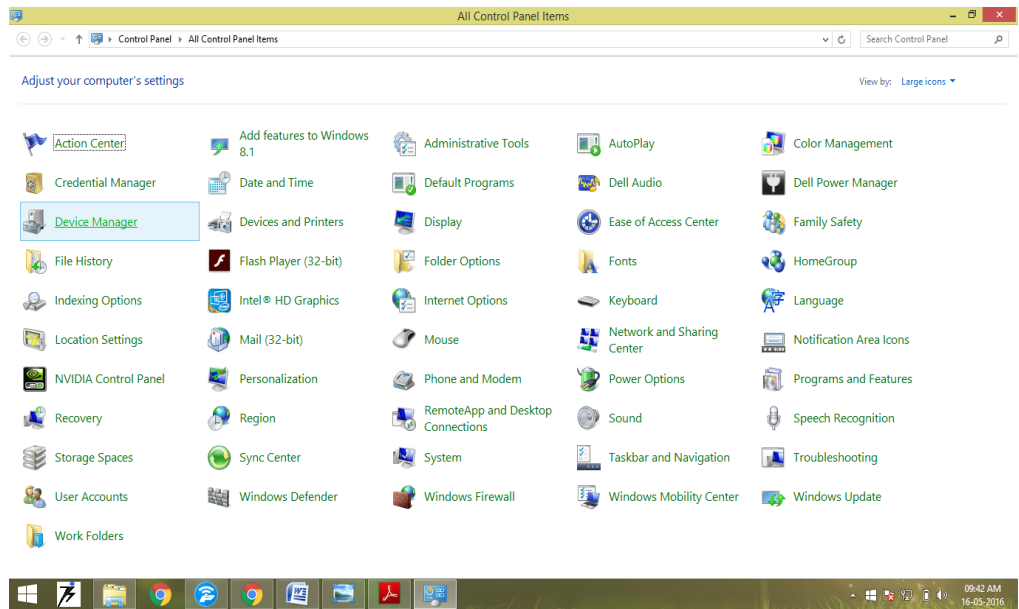 All Control Panel Items
Control Panel All Control Panel Items
Search Control Panel
Adjust your computer's settings
View by: Large icons
Action Center
Add features to Windows
8.1
Administrative Tools
AutoPlay
Color Management
Credential Manager
Date and Time
Default Programs
Dell Audio
Dell Power Manager
Device Manager
Devices and Printers
Display
Ease of Access Center
Family Safety
File History
Flash Player (32-bit)
Folder Options
Fonts
HomeGroup
Indexing Options
Intel® HD Graphics
Internet Options
Keyboard
Language
Location Settings
Mail (32-bit)
Mouse
Network and Sharing
Center
Notification Area Icons
NVIDIA Control Panel
Personalization
Phone and Modem
Power Options
Programs and Features
Recovery
Region
RemoteApp and Desktop
Connections
Sound
Speech Recognition
Storage Spaces
Sync Center
System
Taskbar and Navigation
Troubleshooting
User Accounts
Windows Defender
Windows Firewall
Windows Mobility Center
Windows Update
Work Folders
09:42 AM
16-05-2016